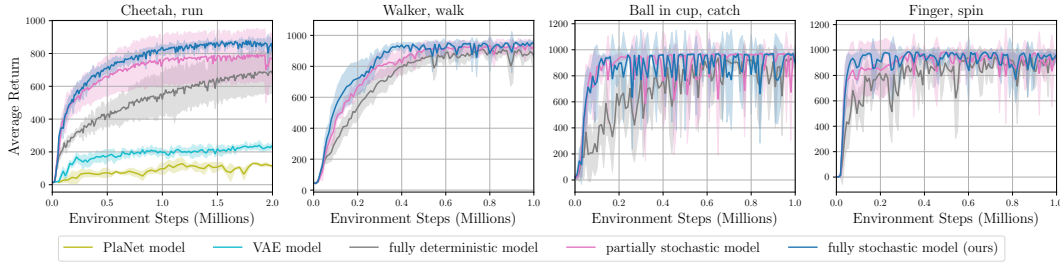 Cheetah, run
Walker, walk
Ball in cup, catch
Finger, spin
Average Return
1000
800
600
400
200
0
0.0 0.5 1.0 1.5 2.0
Environment Steps (Millions)
1000
800
600
400
200
0
0.0 0.2 0.4 0.6 0.8 1.0
Environment Steps (Millions)
1200
1000
800
600
400
200
0
0.0 0.2 0.4 0.6 0.8 1.0
Environment Steps (Millions)
1200
1000
800
600
400
200
0
0.0 0.2 0.4 0.6 0.8 1.0
Environment Steps (Millions)
PlaNet model VAE model fully deterministic model partially stochastic model fully stochastic model (ours)